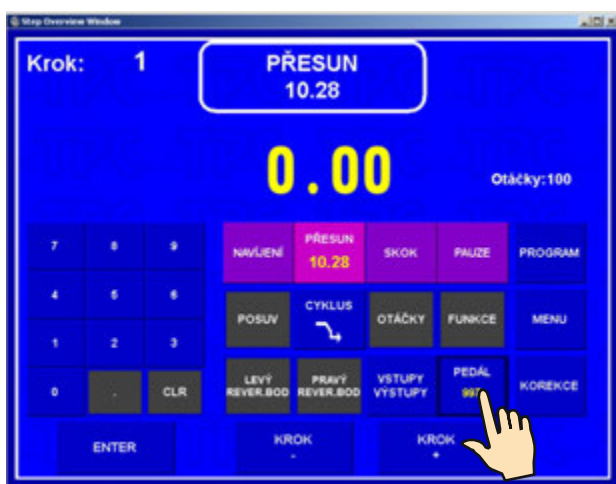 Step Overview Window
Krok: 1
PŘESUN
10.28
0.00
Otáčky:100
7 8 9
NAVÍJENÍ
PŘESUN
10.28
SKOK
PAUZE
PROGRAM
4 5 6
POSUV
CYKLUS
OTÁČKY
FUNKCE
MENU
1 2 3
0 . CLR
LEVÝ
REVER.BOD
PRAVÝ
REVER.BOD
VSTUPY
VÝSTUPY
PEDÁL
KOREKCE
ENTER
KROK
-
KROK
+